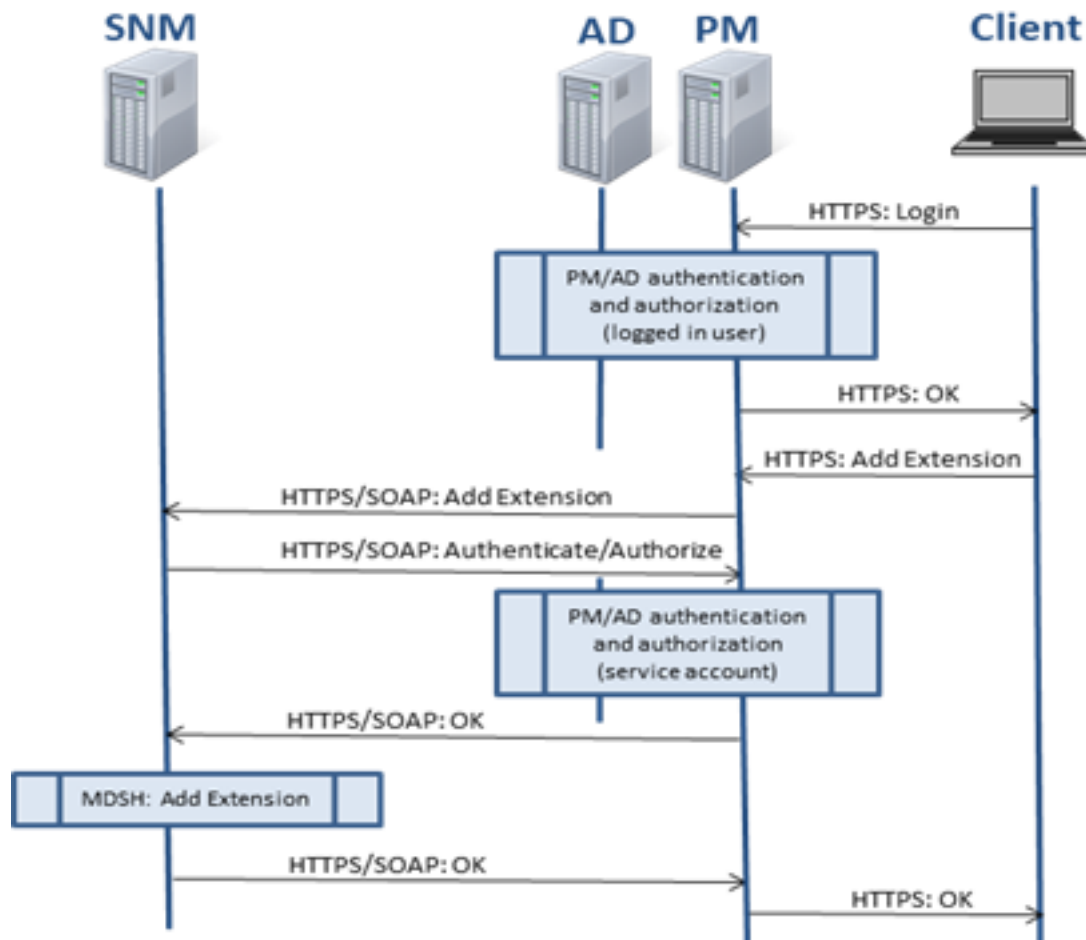 SNM
AD
PM
Client
HTTPS: Login
PM/AD authentication
and authorization
(logged in user)
HTTPS: OK
HTTPS: Add Extension
HTTPS/SOAP: Add Extension
HTTPS/SOAP: Authenticate/Authorize
PM/AD authentication
and authorization
(service account)
HTTPS/SOAP: OK
MDSH: Add Extension
HTTPS/SOAP: OK
HTTPS: OK